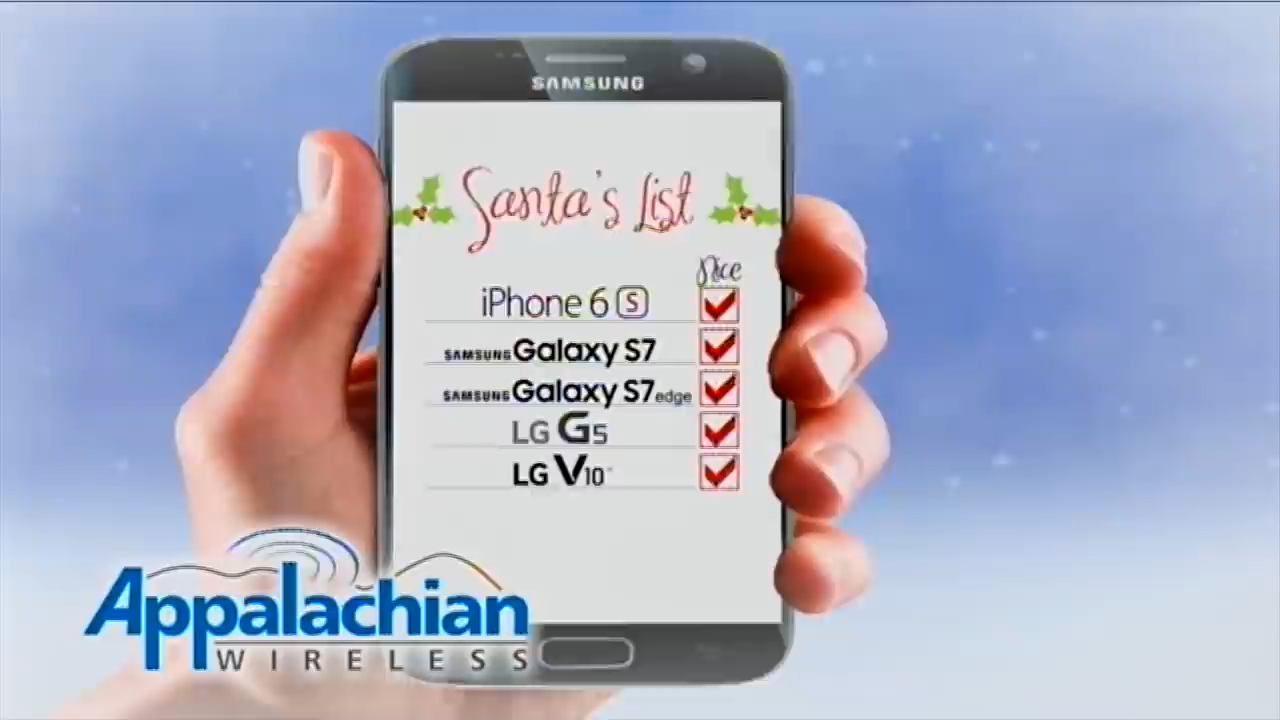 SAMSUNG
Santa's List
Nice
iPhone 6 S
SAMSUNG Galaxy S7
SAMSUNG Galaxy S7 edge
LG G5
LG V10
Appalachian
WIRELESS